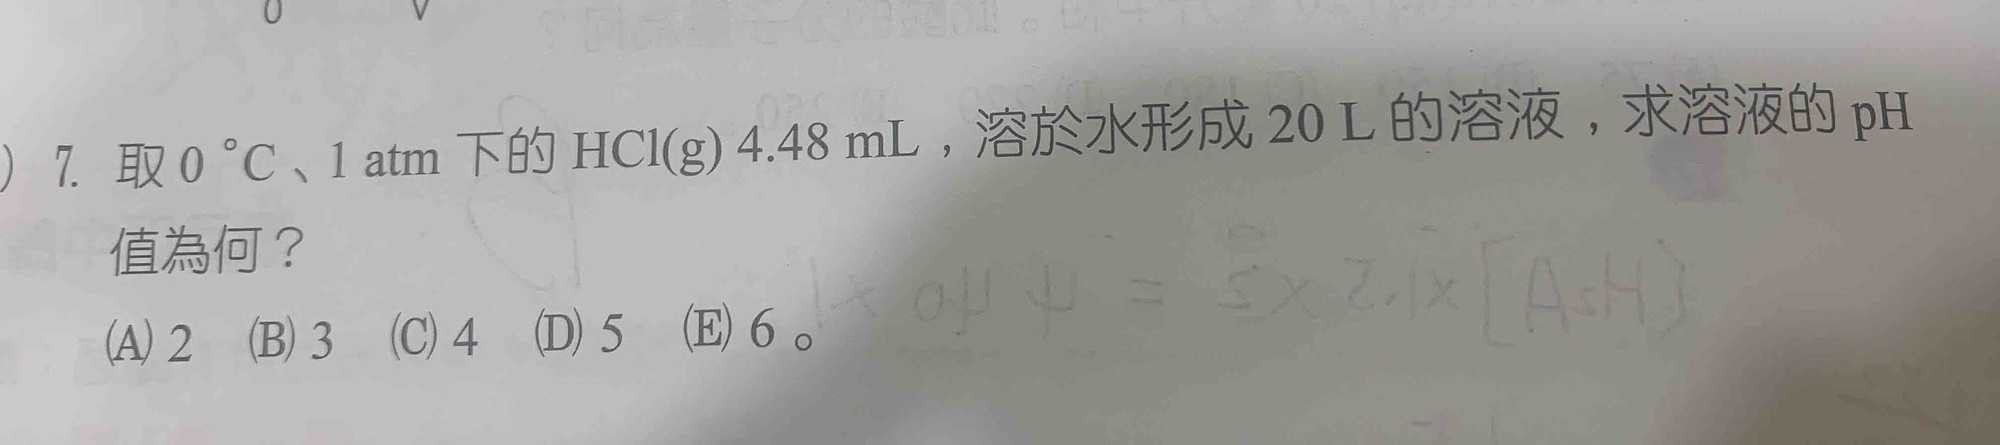 ) 7. 取 0 °C、1 atm 下的 HCl(g) 4.48 mL，溶於水形成 20 L 的溶液，求溶液的 pH
值為何？
(A) 2 (B) 3 (C) 4 (D) 5 (E) 6。